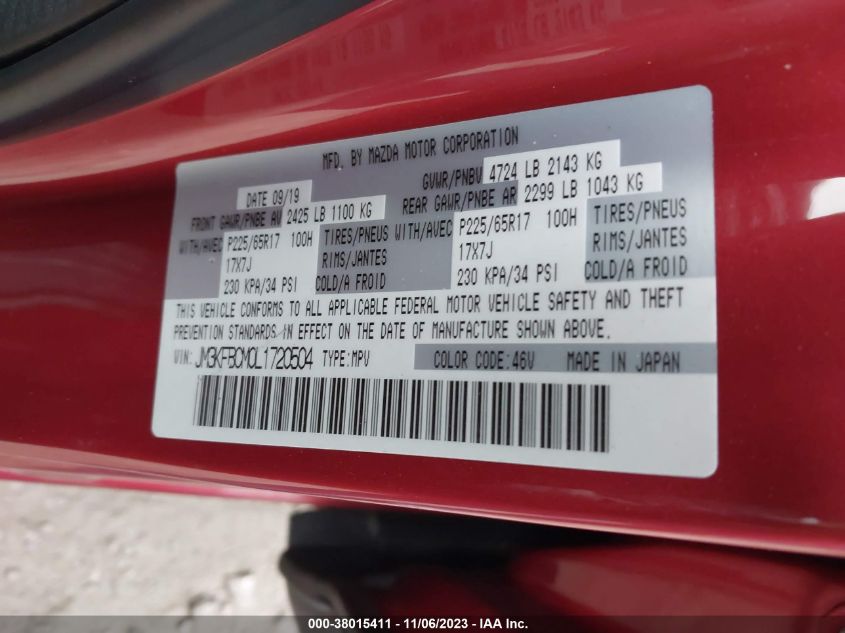 MFD. BY MAZDA MOTOR CORPORATION
DATE 09/19 GVWR/PNBV 4724 LB 2143 KG
FRONT GAWR/PNBE AV 2425 LB 1100 KG REAR GAWR/PNBE AR 2299 LB 1043 KG
WITH/AVEC P225/65R17 100H TIRES/PNEUS WITH/AVEC P225/65R17 100H TIRES/PNEUS
17X7J RIMS/JANTES 17X7J RIMS/JANTES
230 KPA/34 PSI COLD/A FROID 230 KPA/34 PSI COLD/A FROID
THIS VEHICLE CONFORMS TO ALL APPLICABLE FEDERAL MOTOR VEHICLE SAFETY AND THEFT
PREVENTION STANDARDS IN EFFECT ON THE DATE OF MANUFACTURE SHOWN ABOVE.
VIN: JM3KFBCM0L1720504 TYPE:MPV COLOR CODE:46V MADE IN JAPAN
000-38015411 - 11/06/2023 - IAAI.com